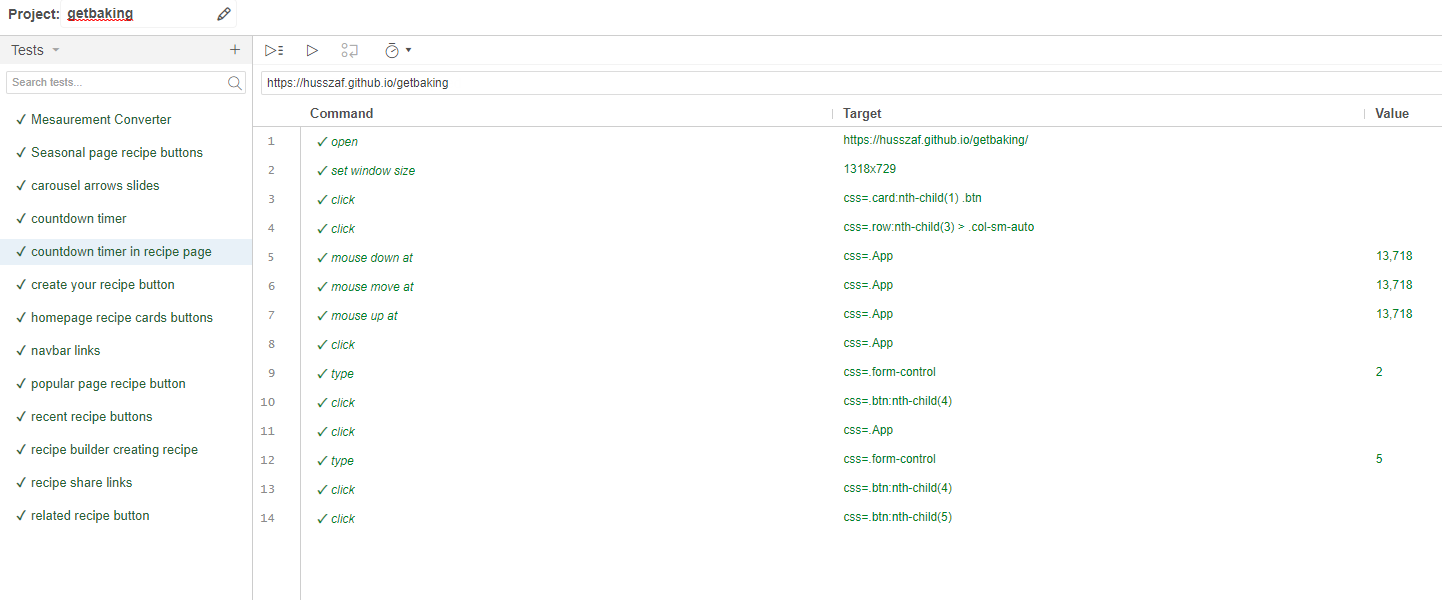 Project: getbaking
Tests
Search tests...
https://husszaf.github.io/getbaking
Mesaurement Converter
Seasonal page recipe buttons
carousel arrows slides
countdown timer
countdown timer in recipe page
create your recipe button
homepage recipe cards buttons
navbar links
popular page recipe button
recent recipe buttons
recipe builder creating recipe
recipe share links
related recipe button
Command Target Value
1 open https://husszaf.github.io/getbaking/
2 set window size 1318x729
3 click css=.card:nth-child(1) .btn
4 click css=.row:nth-child(3) > .col-sm-auto
5 mouse down at css=.App 13,718
6 mouse move at css=.App 13,718
7 mouse up at css=.App 13,718
8 click css=.App
9 type css=.form-control 2
10 click css=.btn:nth-child(4)
11 click css=.App
12 type css=.form-control 5
13 click css=.btn:nth-child(4)
14 click css=.btn:nth-child(5)